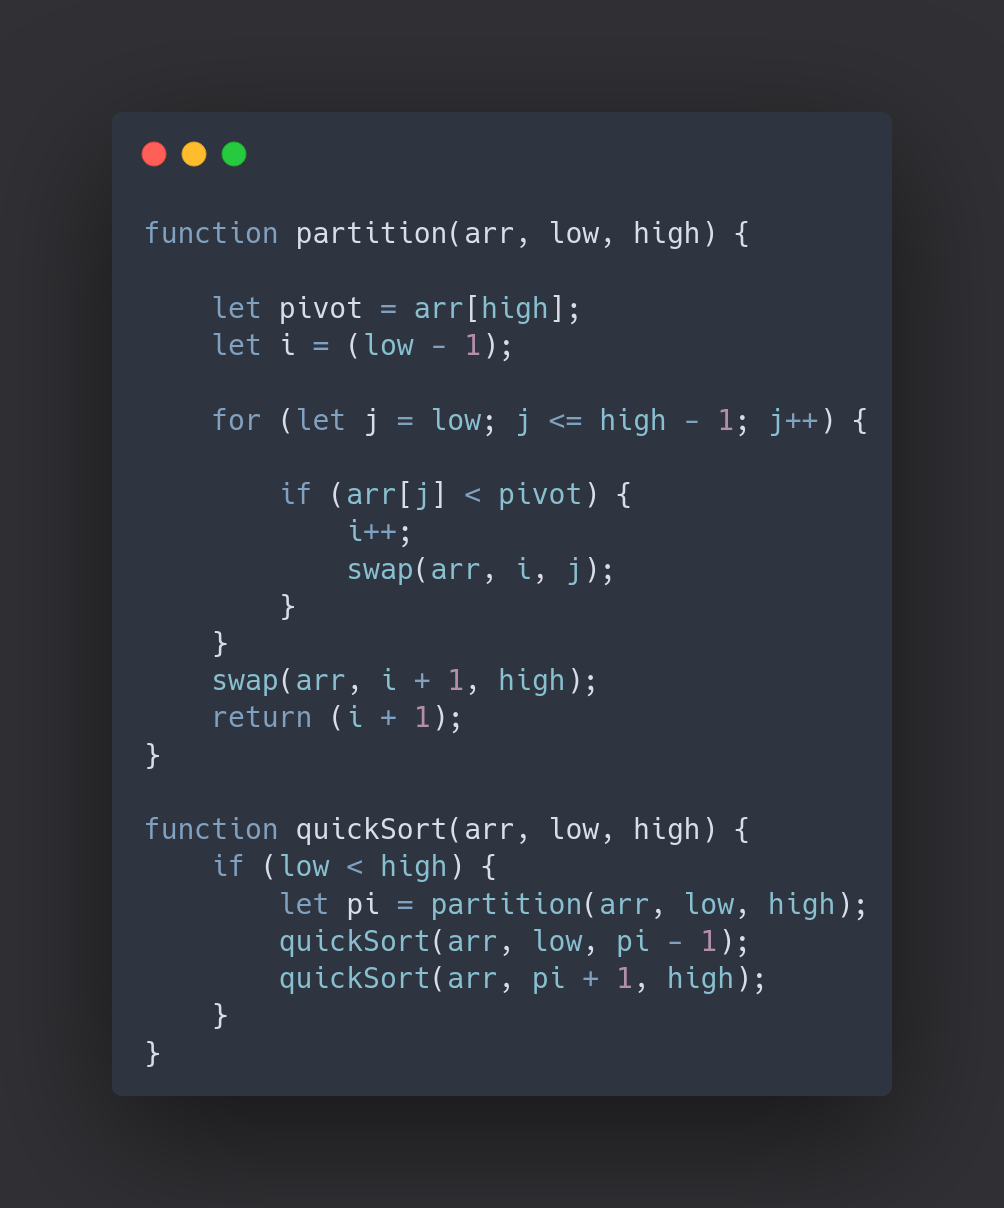 function partition(arr, low, high) {

    let pivot = arr[high];
    let i = (low - 1);

    for (let j = low; j <= high - 1; j++) {

        if (arr[j] < pivot) {
            i++;
            swap(arr, i, j);
        }
    }
    swap(arr, i + 1, high);
    return (i + 1);
}

function quickSort(arr, low, high) {
    if (low < high) {
        let pi = partition(arr, low, high);
        quickSort(arr, low, pi - 1);
        quickSort(arr, pi + 1, high);
    }
}